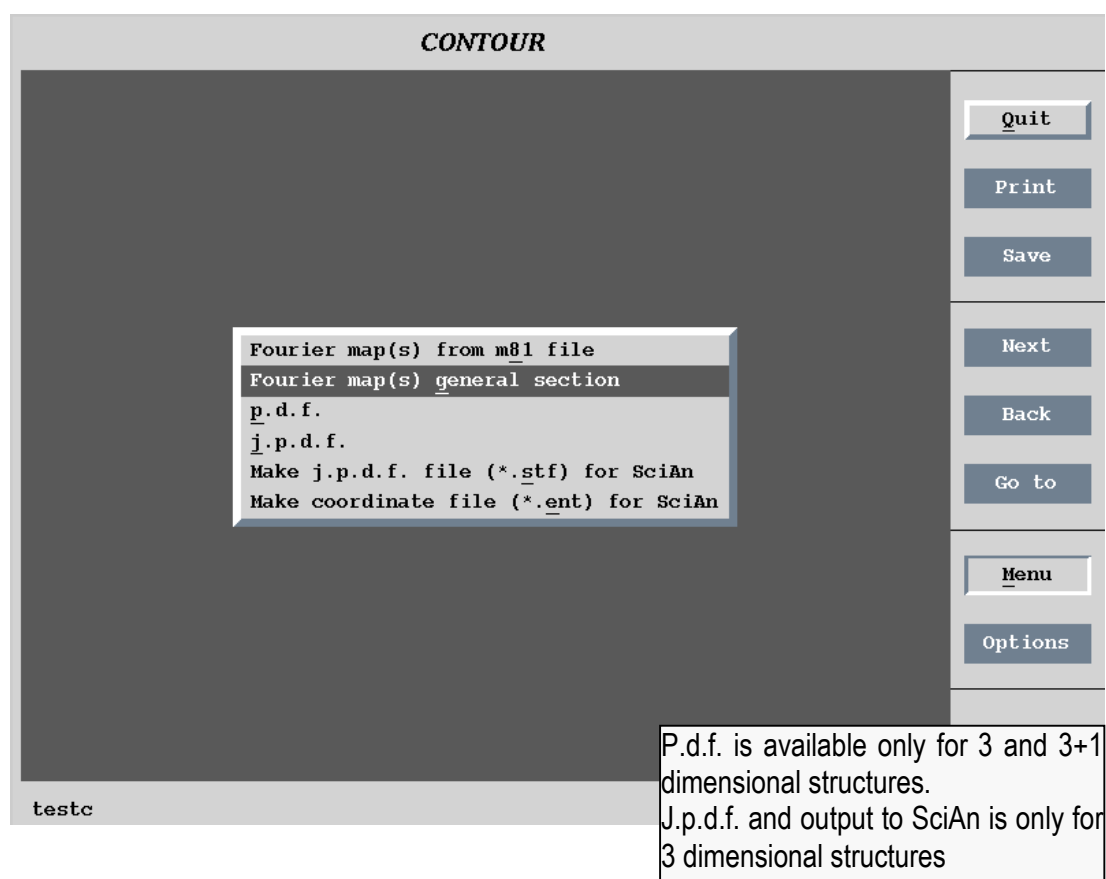 CONTOUR
Quit
Print
Save
Next
Back
Go to
Menu
Options
Fourier map(s) from m81 file
Fourier map(s) general section
p.d.f.
j.p.d.f.
Make j.p.d.f. file (*.stf) for SciAn
Make coordinate file (*.ent) for SciAn
testc
P.d.f. is available only for 3 and 3+1
dimensional structures.
J.p.d.f. and output to SciAn is only for
3 dimensional structures